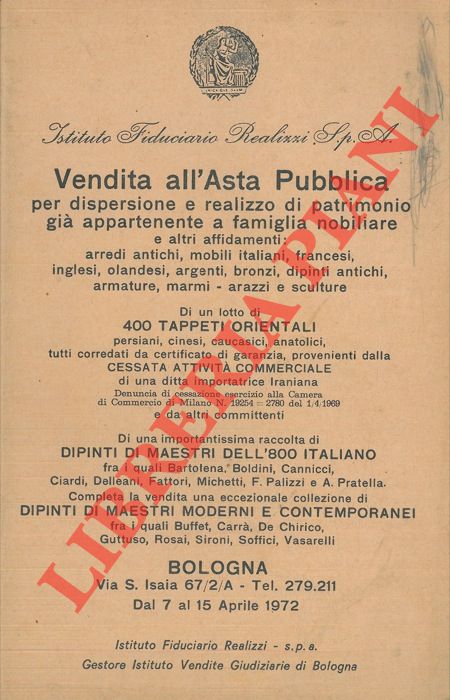 Istituto Fiduciario Realizzi S.p.A.
Vendita all'Asta Pubblica
per dispersione e realizzo di patrimonio
già appartenente a famiglia nobiliare
e altri affidamenti:
arredi antichi, mobili italiani, francesi,
inglesi, olandesi, argenti, bronzi, dipinti antichi,
armature, marmi - arazzi e sculture
Di un lotto di
400 TAPPETI ORIENTALI
persiani, cinesi, caucasici, anatolici,
tutti corredati da certificato di garanzia, provenienti dalla
CESSATA ATTIVITÀ COMMERCIALE
di una ditta importatrice Iraniana
Denuncia di cessazione esercizio alla Camera
di Commercio di Milano N. 19254 = 2780 del 1/4/1969
e da altri committenti
Di una importantissima raccolta di
DIPINTI DI MAESTRI DELL'800 ITALIANO
fra i quali Bartolena, Boldini, Cannicci,
Ciardi, Delleani, Fattori, Michetti, F. Palizzi e A. Pratella.
Completa la vendita una eccezionale collezione di
DIPINTI DI MAESTRI MODERNI E CONTEMPORANEI
fra i quali Buffet, Carrà, De Chirico,
Guttuso, Rosai, Sironi, Soffici, Vasarelli
BOLOGNA
Via S. Isaia 67/2/A - Tel. 279.211
Dal 7 al 15 Aprile 1972
Istituto Fiduciario Realizzi - s.p.a.
Gestore Istituto Vendite Giudiziarie di Bologna
LIBRERIA PIANI